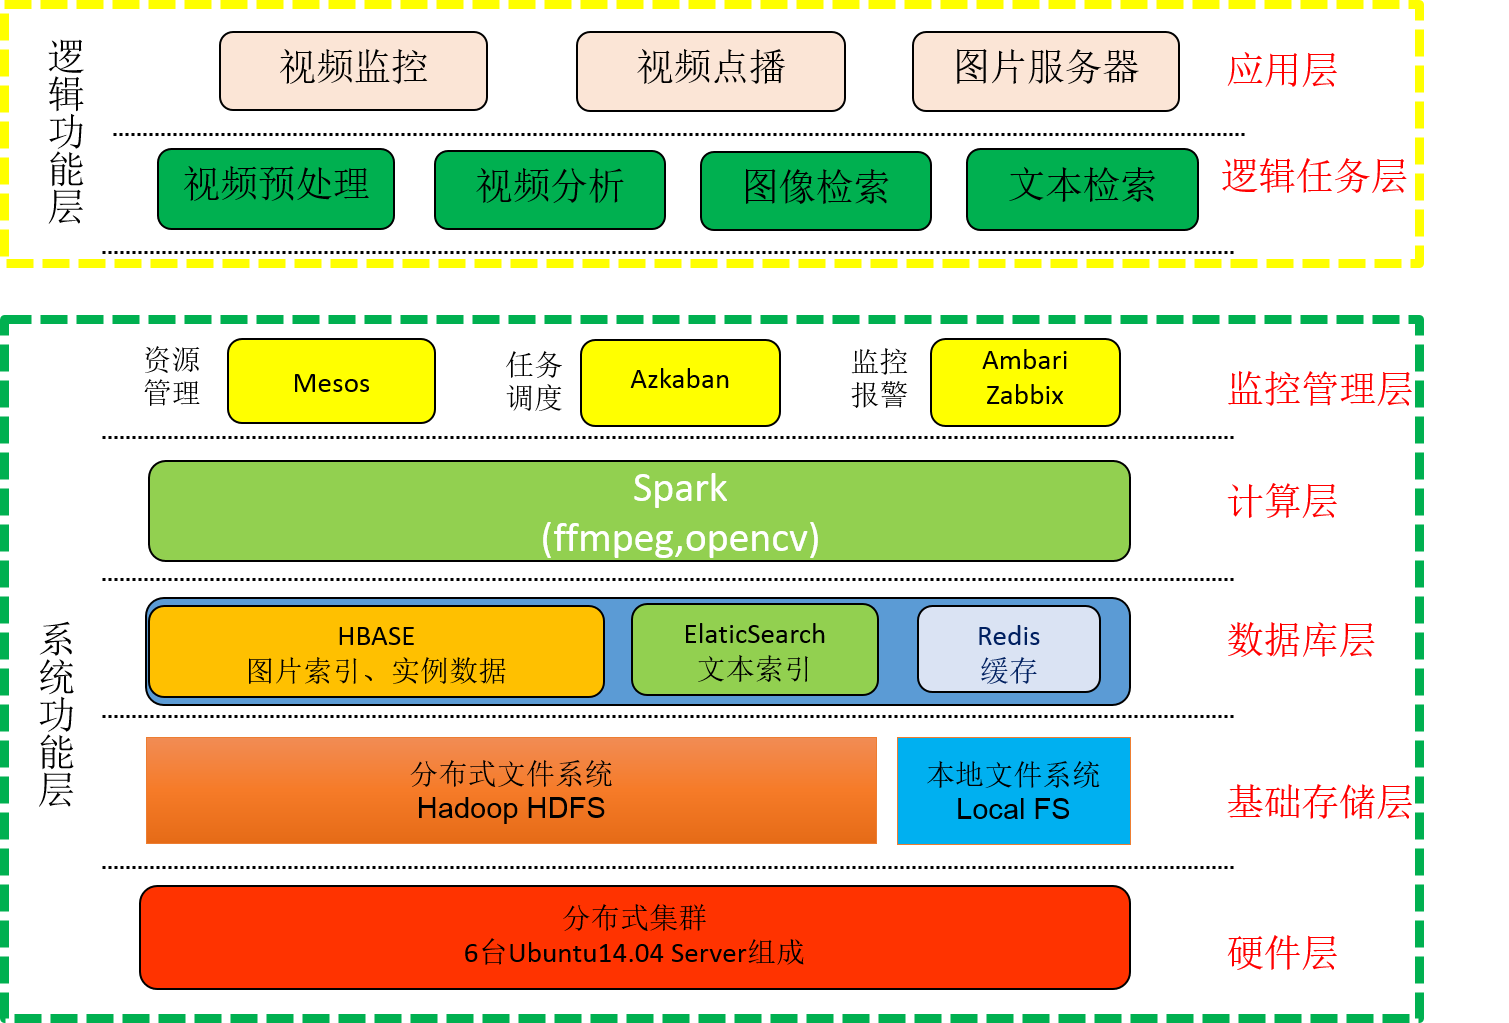 逻辑功能层
视频监控
视频点播
图片服务器
应用层
视频预处理
视频分析
图像检索
文本检索
逻辑任务层
系统功能层
资源
管理
Mesos
任务
调度
Azkaban
监控
报警
Ambari
Zabbix
监控管理层
Spark
(ffmpeg,opencv)
计算层
HBASE
图片索引、实例数据
ElaticSearch
文本索引
Redis
缓存
数据库层
分布式文件系统
Hadoop HDFS
本地文件系统
Local FS
基础存储层
分布式集群
6台Ubuntu14.04 Server组成
硬件层